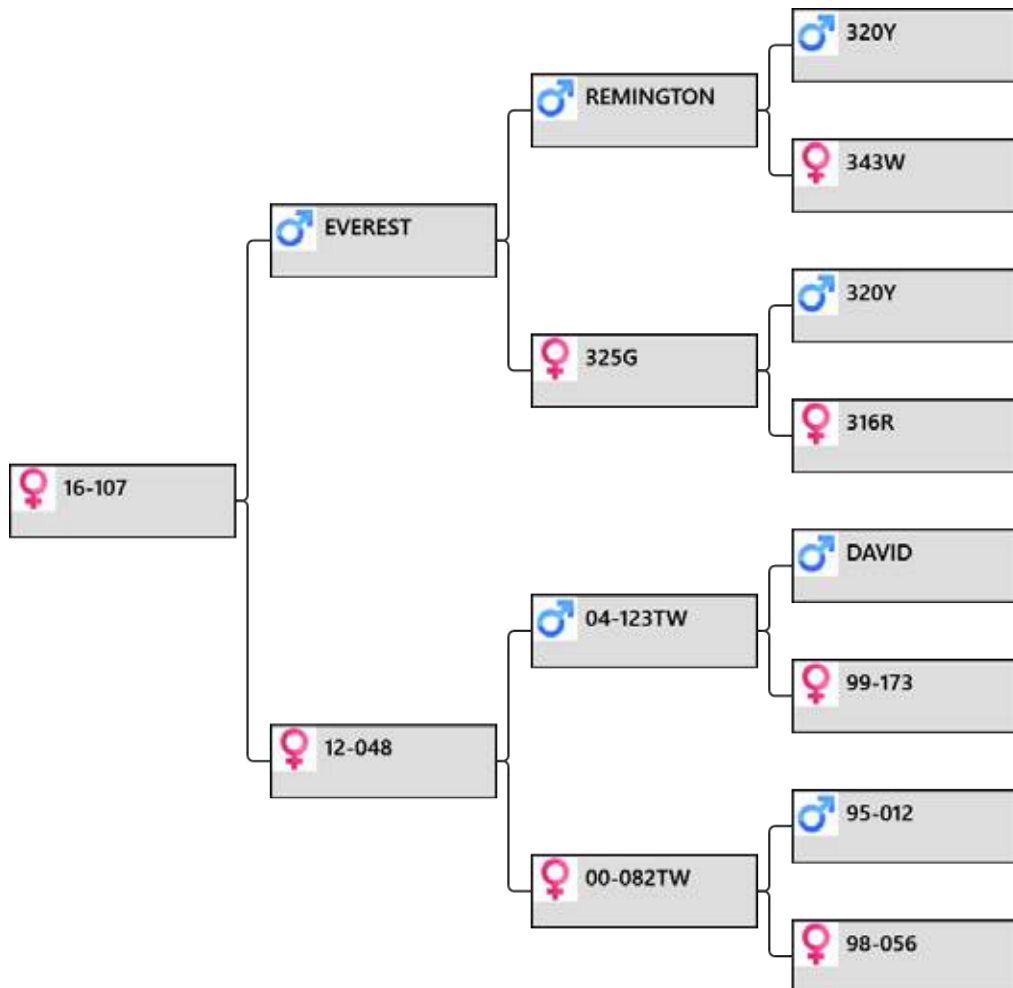 320Y
REMINGTON
343W
EVEREST
320Y
325G
316R
16-107
DAVID
04-123TW
99-173
12-048
95-012
00-082TW
98-056